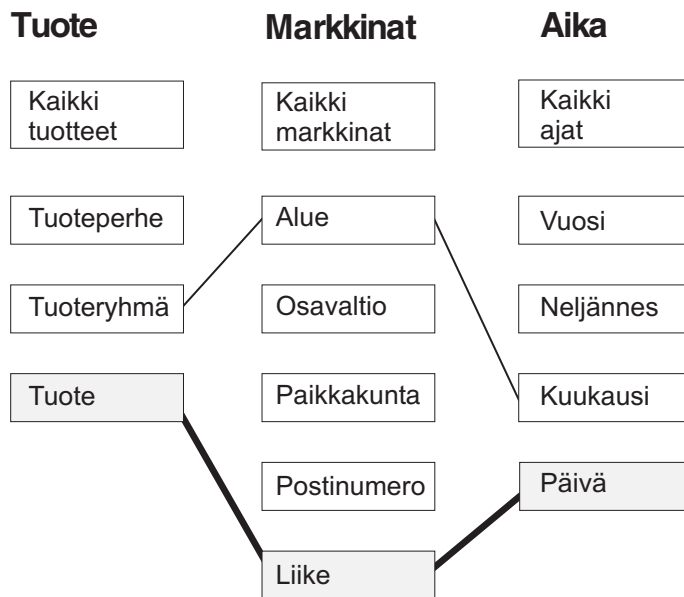 Tuote
Markkinat
Aika
Kaikki
tuotteet
Kaikki
markkinat
Kaikki
ajat
Tuoteperhe
Alue
Vuosi
Tuoteryhmä
Osavaltio
Neljännes
Tuote
Paikkakunta
Kuukausi
Postinumero
Päivä
Liike